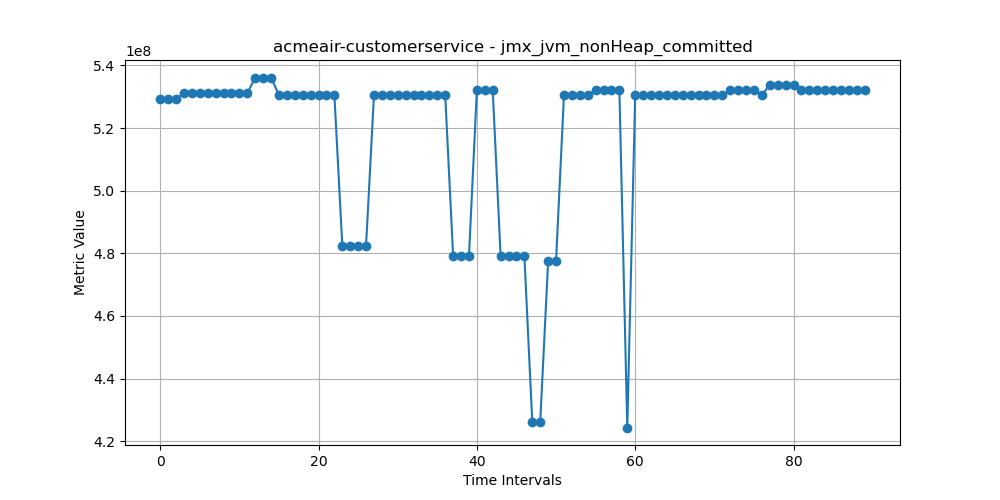 acmeair-customerservice - jmx_jvm_nonHeap_committed
1e8
5.4
5.2
5.0
4.8
4.6
4.4
4.2
Metric Value
0 20 40 60 80
Time Intervals